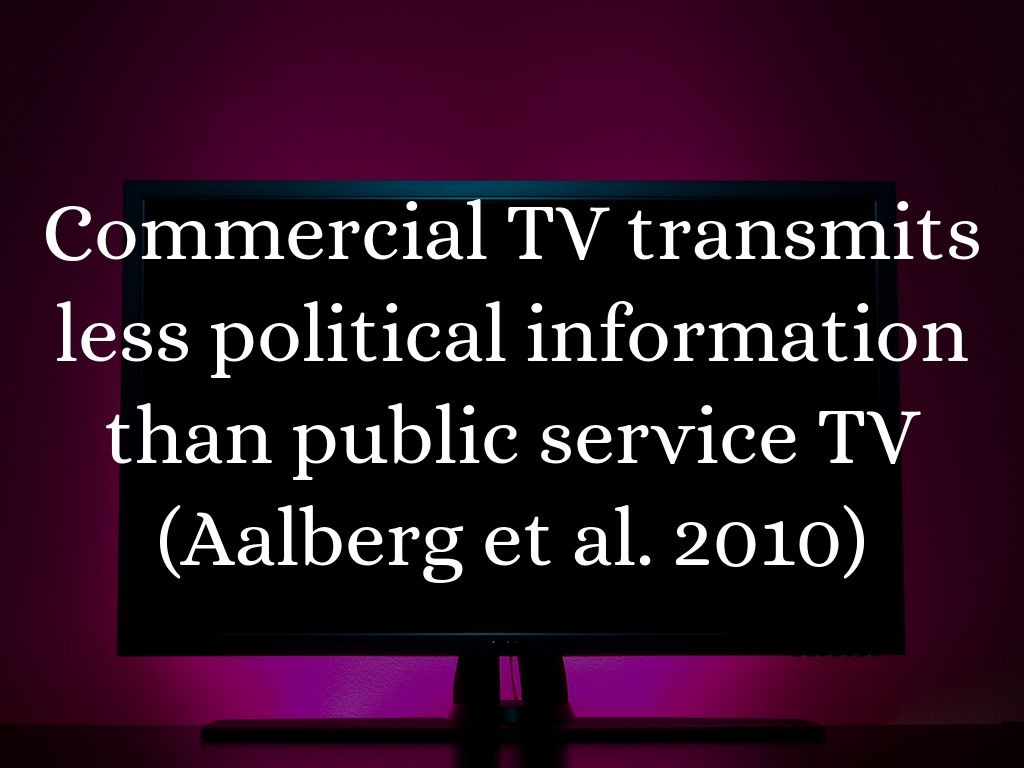 Commercial TV transmits
less political information
than public service TV
(Aalberg et al. 2010)